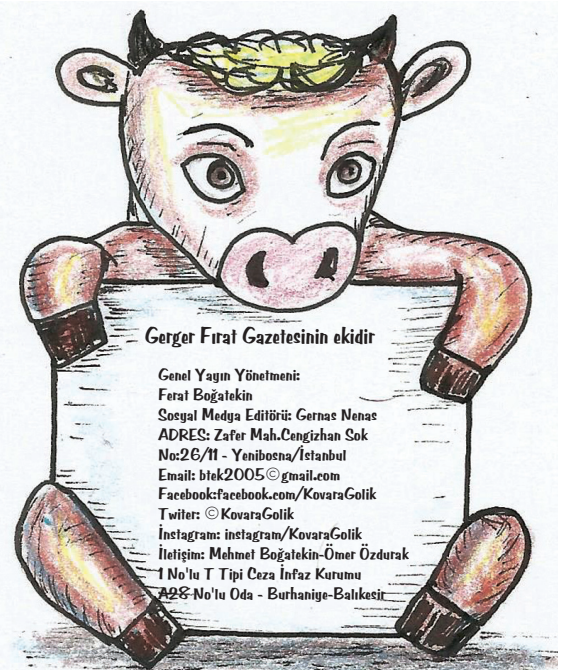 Gerger Fırat Gazetesinin ekidir
Genel Yayın Yönetmeni:
Ferat Boğatekin
Sosyal Medya Editörü: Gernas Nenas
ADRES: Zafer Mah.Cengizhan Sok
No:26/11 - Yenibosna/İstanbul
Email: btek2005©gmail.com
Facebook:facebook.com/KovaraGolik
Twiter: ©KovaraGolik
İnstagram: instagram/KovaraGolik
İletişim: Mehmet Boğatekin-Ömer Özdurak
1 No'lu T Tipi Ceza İnfaz Kurumu
A28 No'lu Oda - Burhaniye-Balıkesir